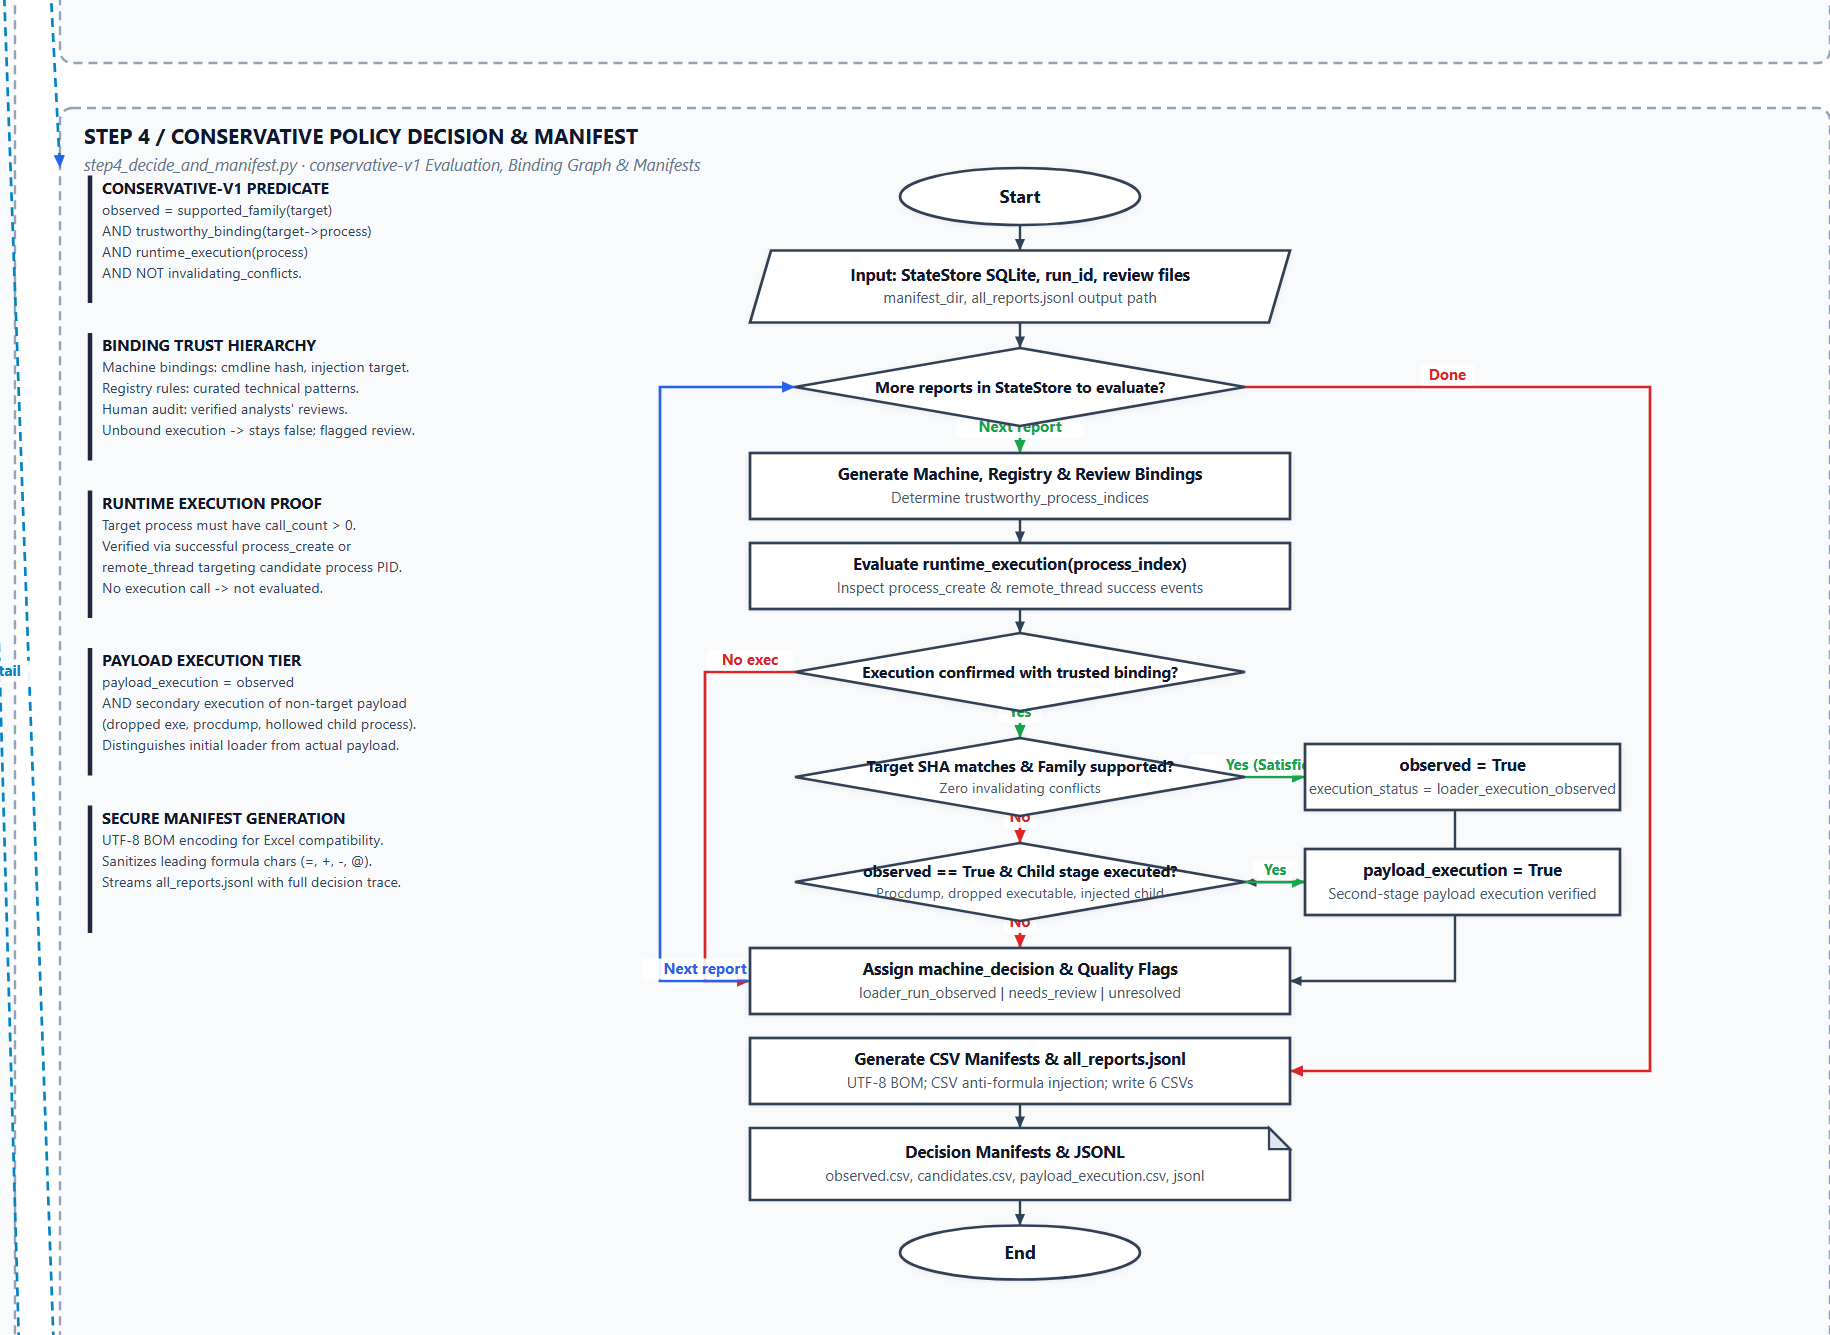 STEP 4 / CONSERVATIVE POLICY DECISION & MANIFEST
step4_decide_and_manifest.py · conservative-v1 Evaluation, Binding Graph & Manifests
CONSERVATIVE-V1 PREDICATE
observed = supported_family(target)
AND trustworthy_binding(target->process)
AND runtime_execution(process)
AND NOT invalidating_conflicts.
BINDING TRUST HIERARCHY
Machine bindings: cmdline hash, injection target.
Registry rules: curated technical patterns.
Human audit: verified analysts' reviews.
Unbound execution -> stays false; flagged review.
RUNTIME EXECUTION PROOF
Target process must have call_count > 0.
Verified via successful process_create or
remote_thread targeting candidate process PID.
No execution call -> not evaluated.
tail
PAYLOAD EXECUTION TIER
payload_execution = observed
AND secondary execution of non-target payload
(dropped exe, procdump, hollowed child process).
Distinguishes initial loader from actual payload.
SECURE MANIFEST GENERATION
UTF-8 BOM encoding for Excel compatibility.
Sanitizes leading formula chars (=, +, -, @).
Streams all_reports.jsonl with full decision trace.
Start
Input: StateStore SQLite, run_id, review files
manifest_dir, all_reports.jsonl output path
More reports in StateStore to evaluate?
Done
Next report
Generate Machine, Registry & Review Bindings
Determine trustworthy_process_indices
Evaluate runtime_execution(process_index)
Inspect process_create & remote_thread success events
No exec
Execution confirmed with trusted binding?
Yes
Target SHA matches & Family supported?
Zero invalidating conflicts
Yes (Satisfi
observed = True
execution_status = loader_execution_observed
No
observed == True & Child stage executed?
Procdump, dropped executable, injected child
Yes
payload_execution = True
Second-stage payload execution verified
No
Next report
Assign machine_decision & Quality Flags
loader_run_observed | needs_review | unresolved
Generate CSV Manifests & all_reports.jsonl
UTF-8 BOM; CSV anti-formula injection; write 6 CSVs
Decision Manifests & JSONL
observed.csv, candidates.csv, payload_execution.csv, jsonl
End